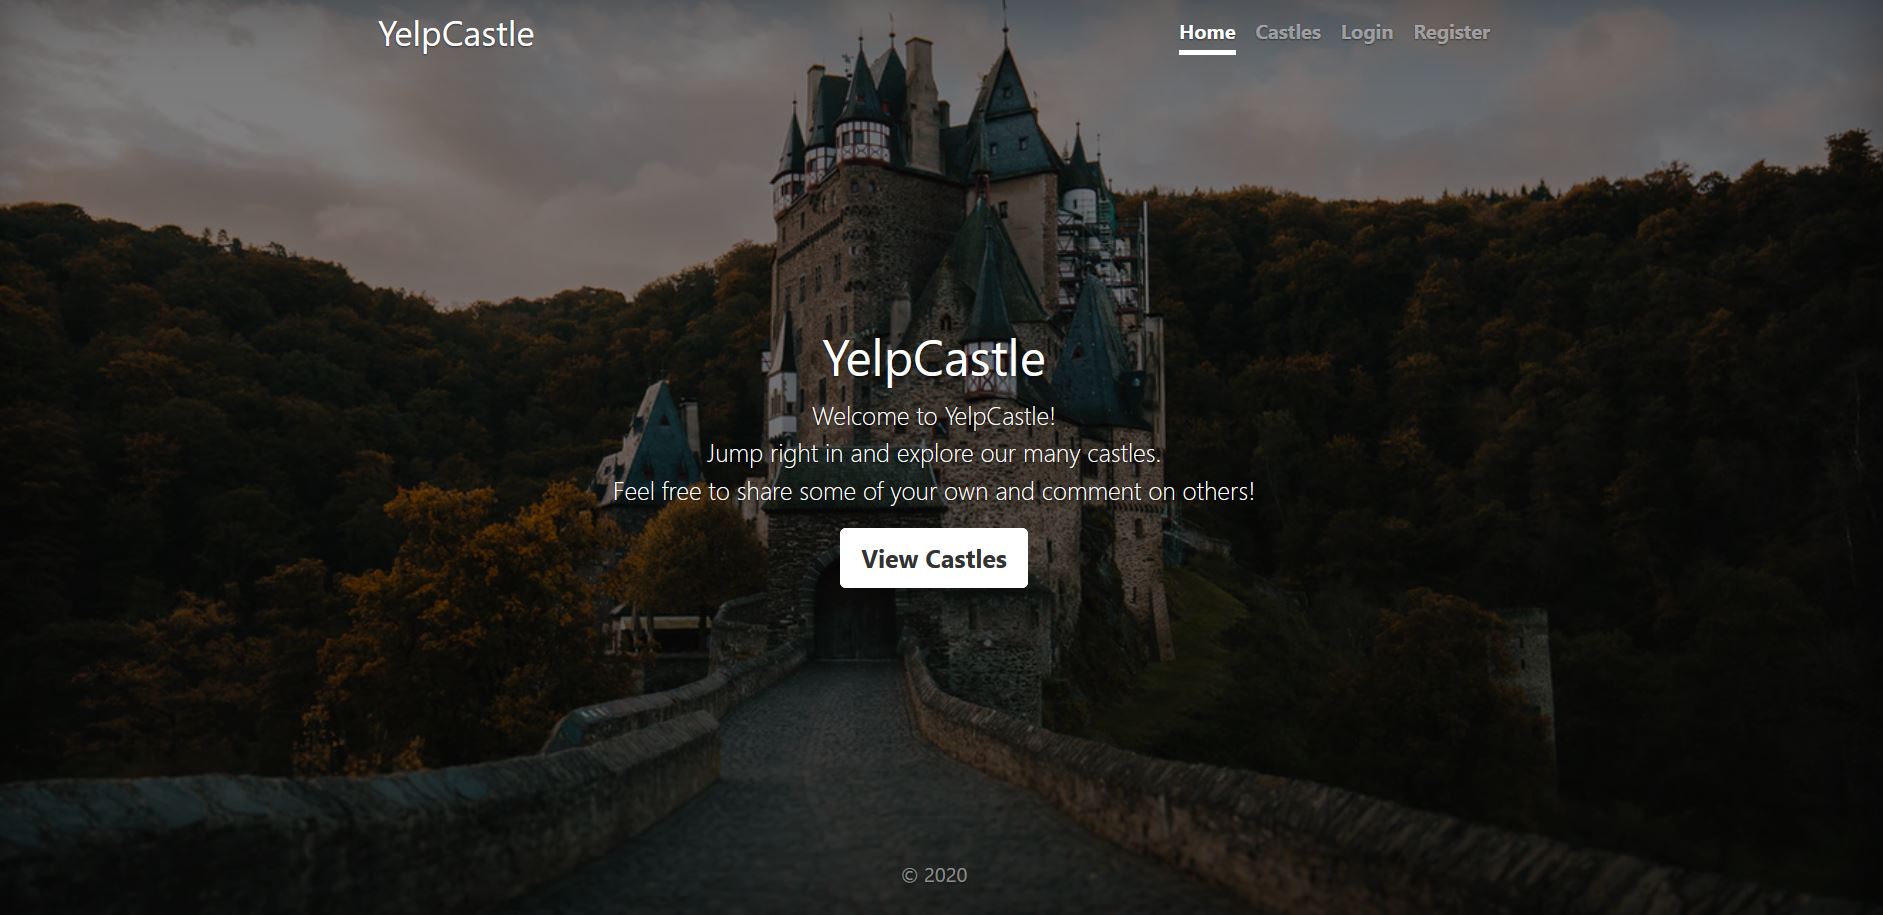 YelpCastle
Home Castles Login Register
YelpCastle
Welcome to YelpCastle!
Jump right in and explore our many castles.
Feel free to share some of your own and comment on others!
View Castles
© 2020